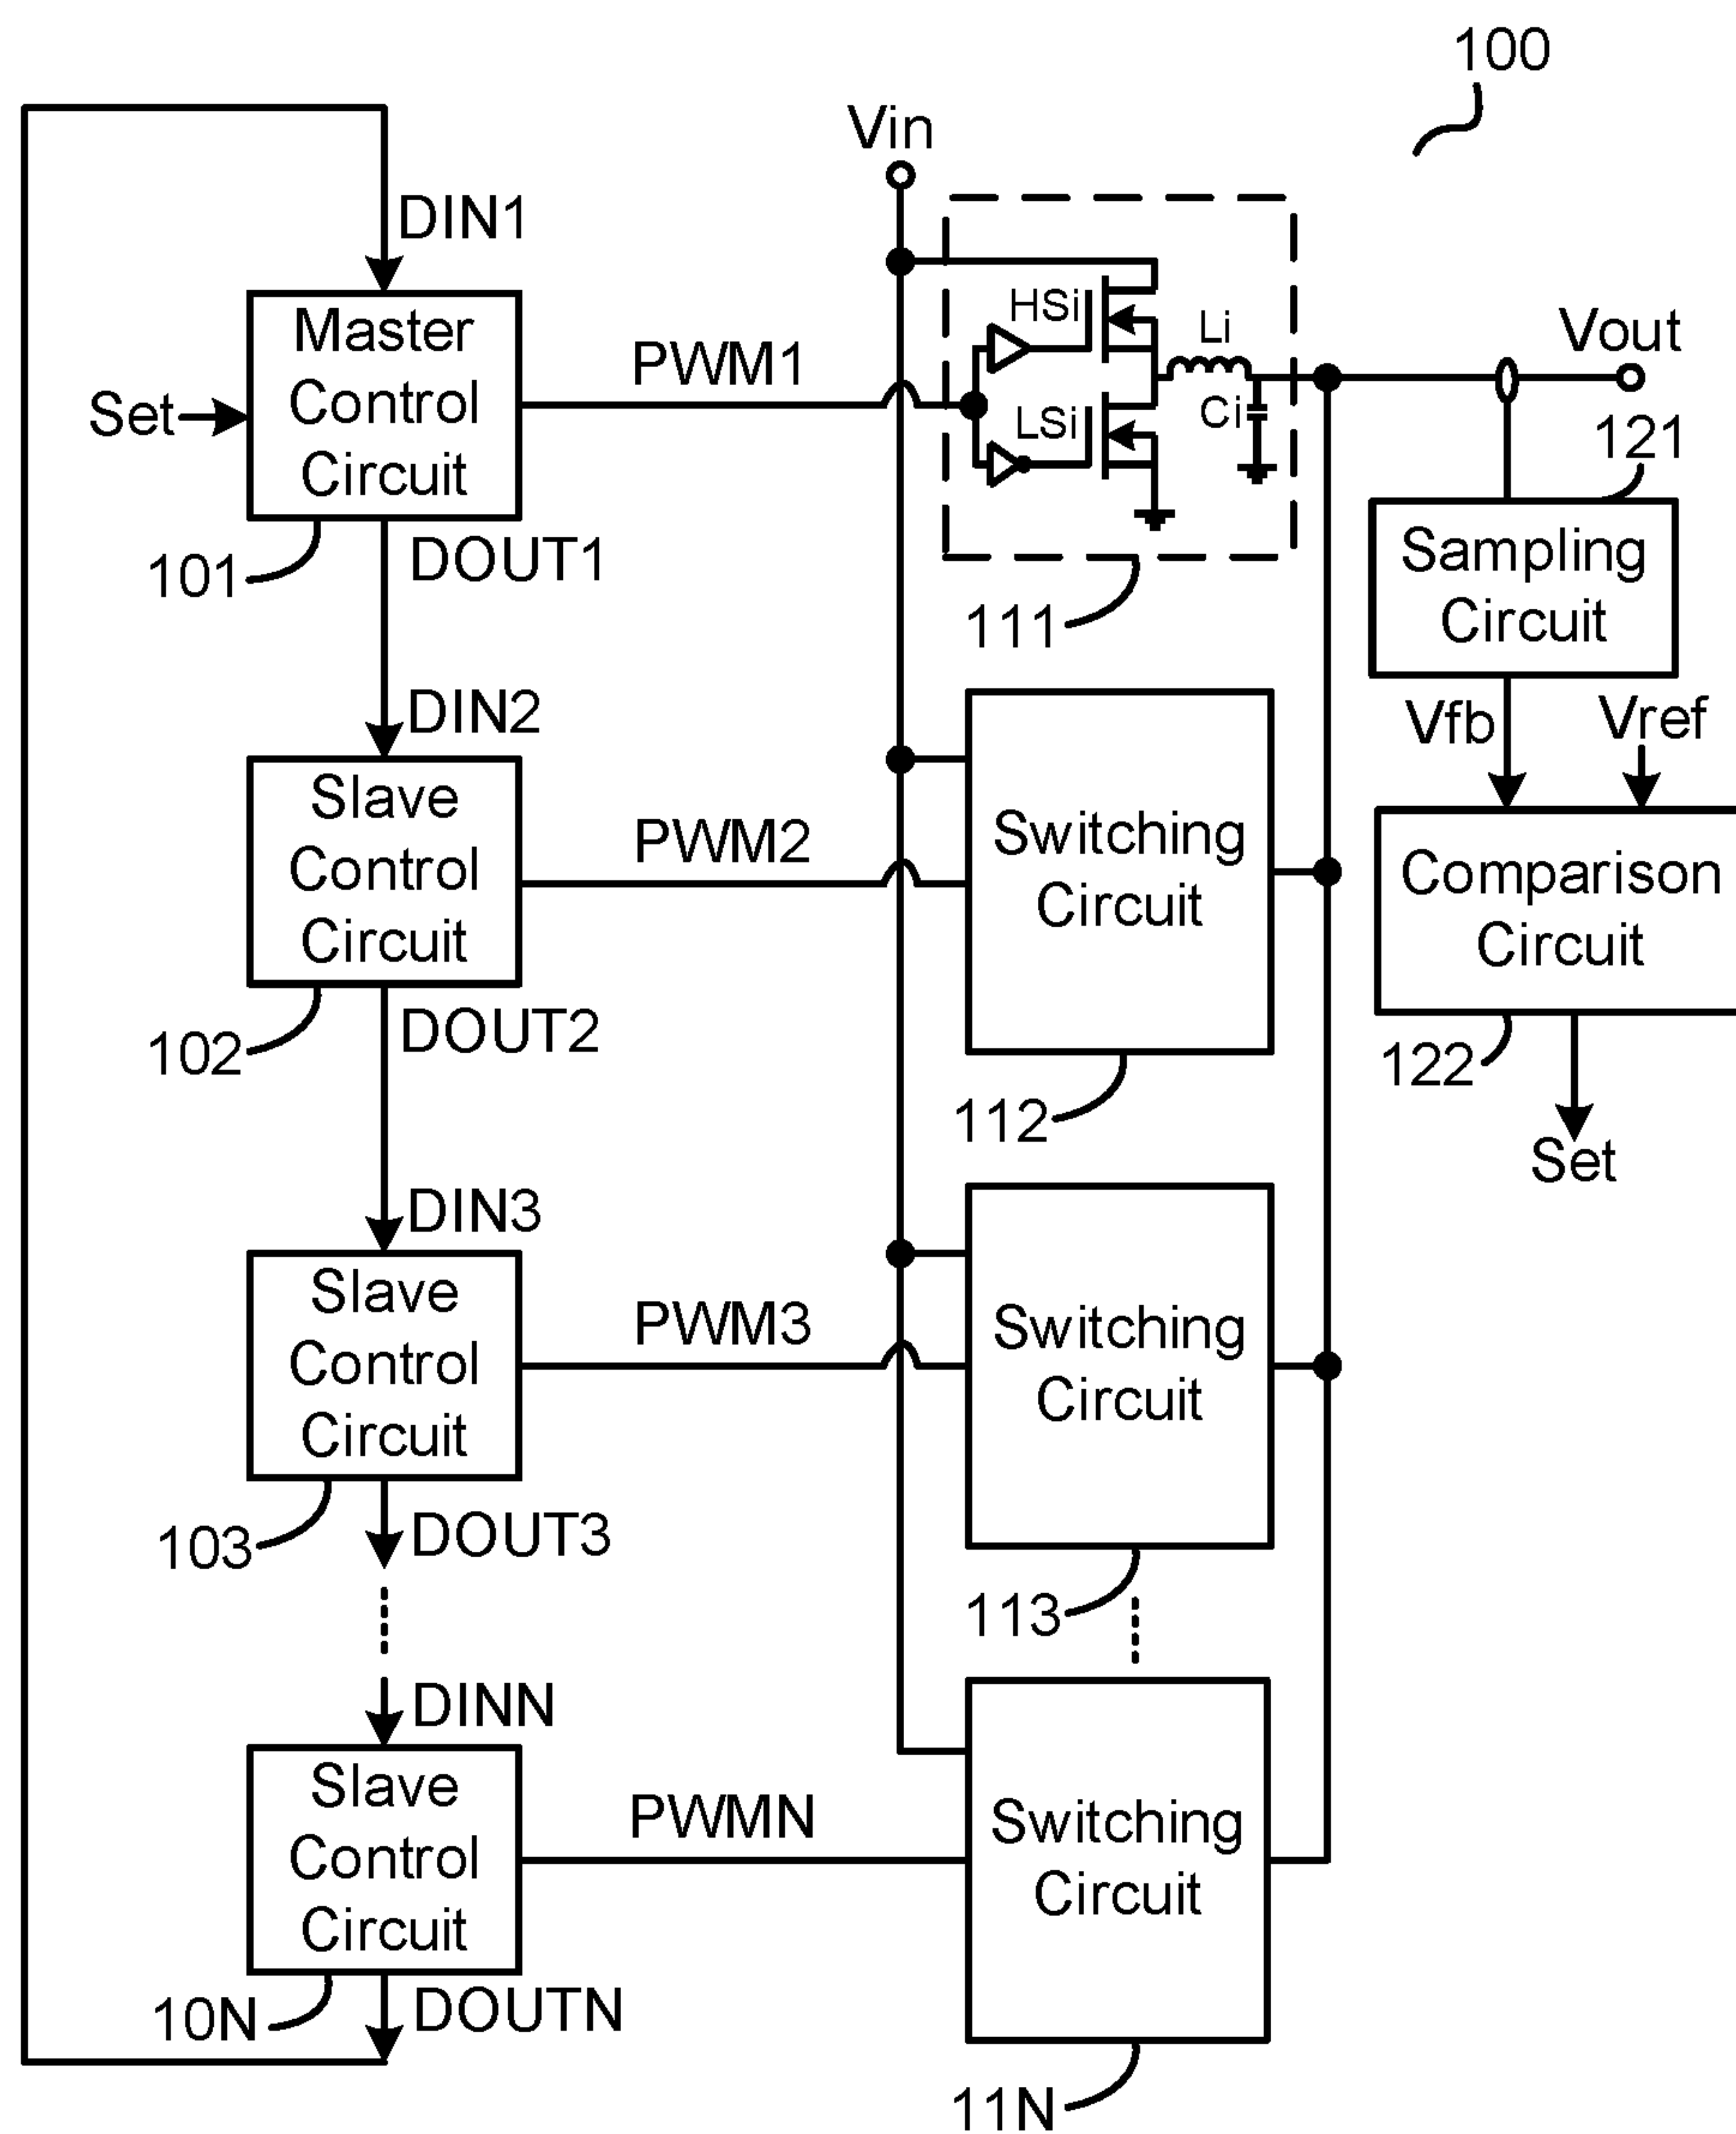 100
Vin
DIN1
Master
Control
Circuit
Set
PWM1
HSi
LSi
Li
Ci
Vout
121
Sampling
Circuit
101
DOUT1
111
Vfb
Vref
DIN2
Slave
Control
Circuit
PWM2
Switching
Circuit
Comparison
Circuit
102
DOUT2
112
122
Set
DIN3
Slave
Control
Circuit
PWM3
Switching
Circuit
103
DOUT3
113
DINN
Slave
Control
Circuit
PWMN
Switching
Circuit
10N
DOUTN
11N